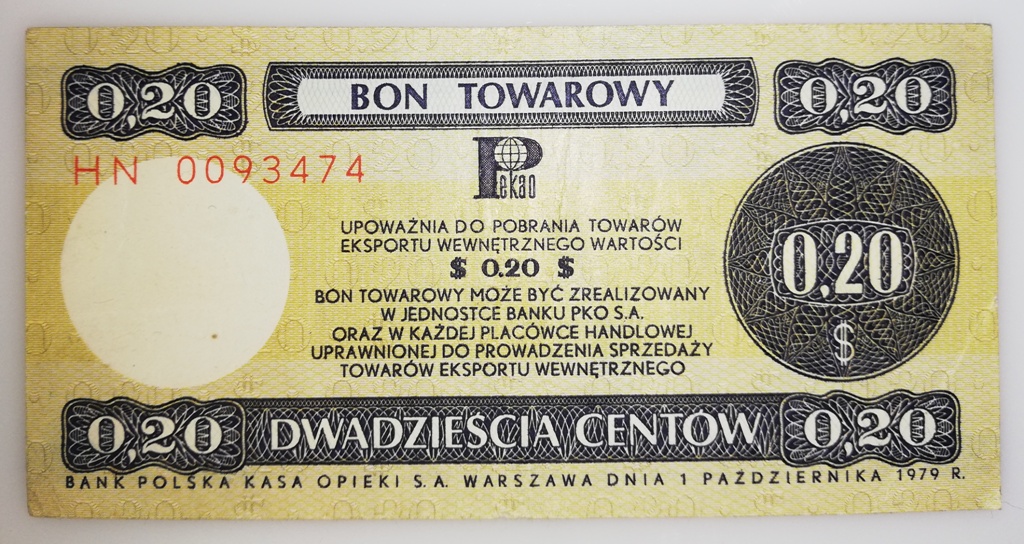 0,20 BON TOWAROWY 0,20
HN 0093474
Pekao
UPOWAŻNIA DO POBRANIA TOWARÓW
EKSPORTU WEWNĘTRZNEGO WARTOŚCI
$ 0.20 $
BON TOWAROWY MOŻE BYĆ ZREALIZOWANY
W JEDNOSTCE BANKU PKO S.A.
ORAZ W KAŻDEJ PLACÓWCE HANDLOWEJ
UPRAWNIONEJ DO PROWADZENIA SPRZEDAŻY
TOWARÓW EKSPORTU WEWNĘTRZNEGO
0,20
$
0,20 DWADZIEŚCIA CENTÓW 0,20
BANK POLSKA KASA OPIEKI S.A. WARSZAWA DNIA 1 PAŹDZIERNIKA 1979 R.